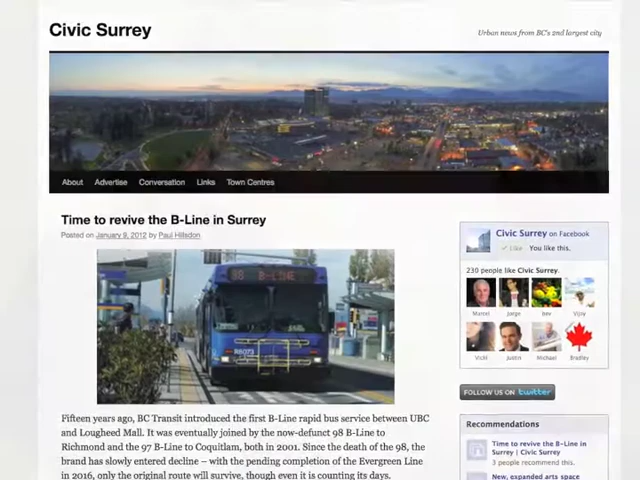 Civic Surrey
Urban news from BC's 2nd largest city
About Advertise Conversation Links Town Centres
Time to revive the B-Line in Surrey
Posted on January 9, 2012 by Paul Hillsdon
98 B-LINE
R8073
Fifteen years ago, BC Transit introduced the first B-Line rapid bus service between UBC
and Lougheed Mall. It was eventually joined by the now-defunct 98 B-Line to
Richmond and the 97 B-Line to Coquitlam, both in 2001. Since the death of the 98, the
brand has slowly entered decline – with the pending completion of the Evergreen Line
in 2016, only the original route will survive, though even it is counting its days.
Civic Surrey on Facebook
Like You like this.
230 people like Civic Surrey.
Marcel Jorge bev Vijay
Vicki Justin Michael Bradley
FOLLOW US ON twitter
Recommendations
Time to revive the B-Line in
Surrey | Civic Surrey
3 people recommend this.
New, expanded arts space